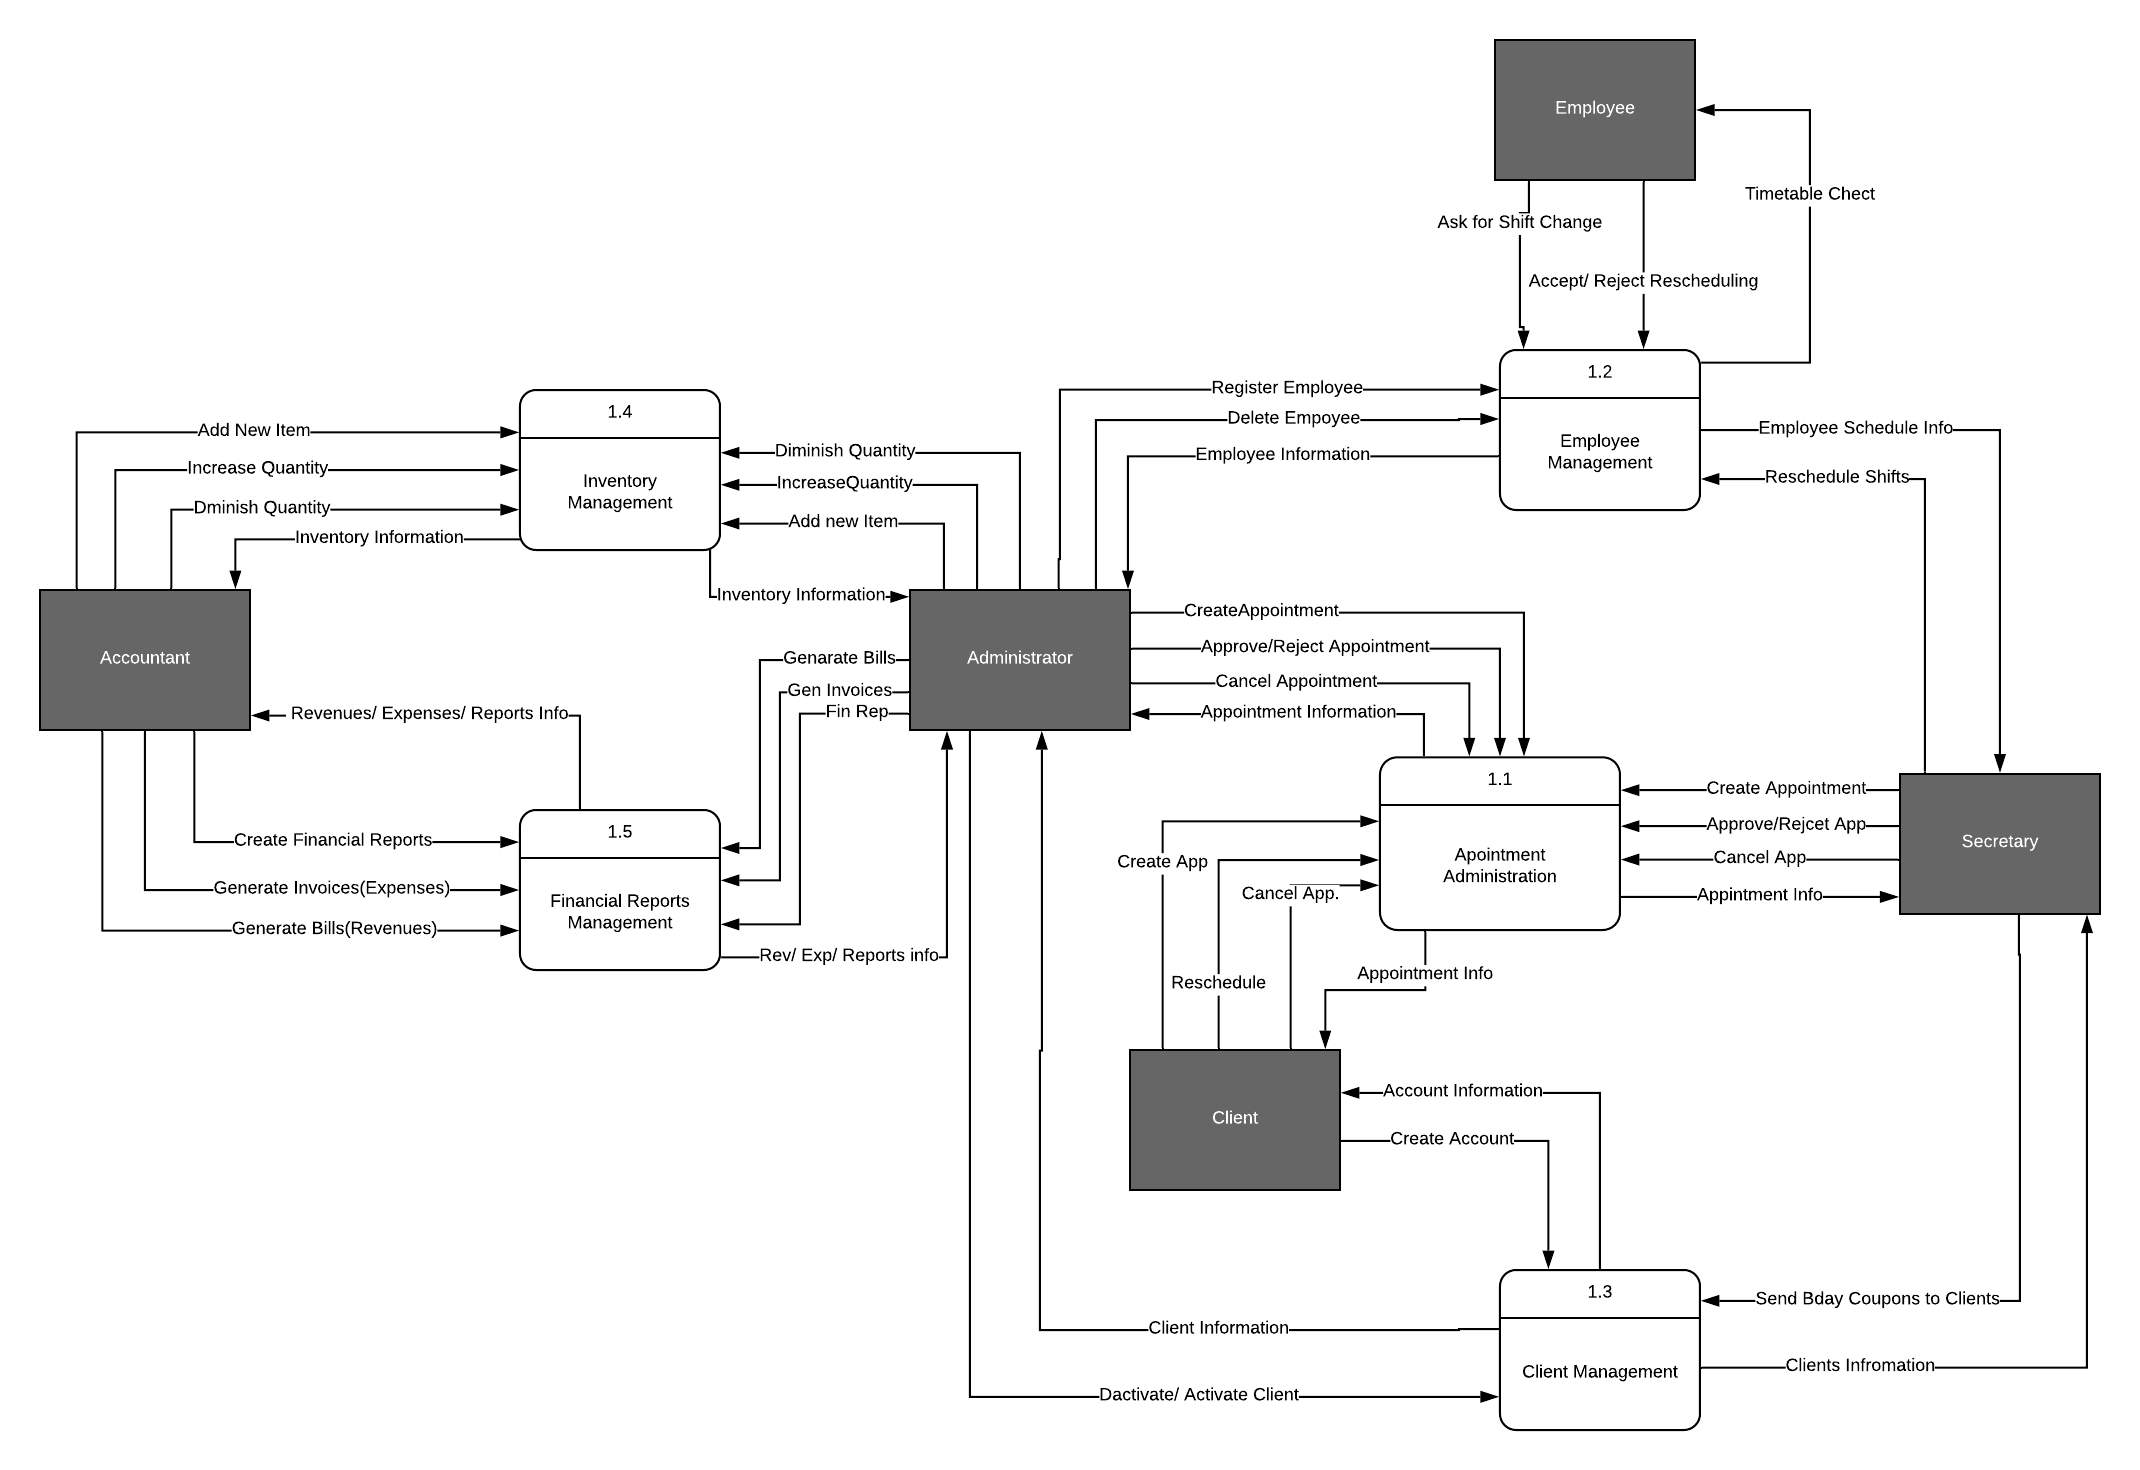 Employee
Timetable Chect
Ask for Shift Change
Accept/ Reject Rescheduling
1.2
Employee
Management
Register Employee
Delete Empoyee
Employee Information
Employee Schedule Info
Reschedule Shifts
1.4
Inventory
Management
Add New Item
Increase Quantity
Dminish Quantity
Inventory Information
Diminish Quantity
IncreaseQuantity
Add new Item
Inventory Information
Accountant
Administrator
CreateAppointment
Approve/Reject Appointment
Cancel Appointment
Appointment Information
Genarate Bills
Gen Invoices
Fin Rep
Revenues/ Expenses/ Reports Info
1.5
Financial Reports
Management
Create Financial Reports
Generate Invoices(Expenses)
Generate Bills(Revenues)
Rev/ Exp/ Reports info
1.1
Apointment
Administration
Create Appointment
Approve/Rejcet App
Cancel App
Appintment Info
Secretary
Create App
Cancel App.
Reschedule
Appointment Info
Client
Account Information
Create Account
1.3
Client Management
Send Bday Coupons to Clients
Client Information
Clients Infromation
Dactivate/ Activate Client